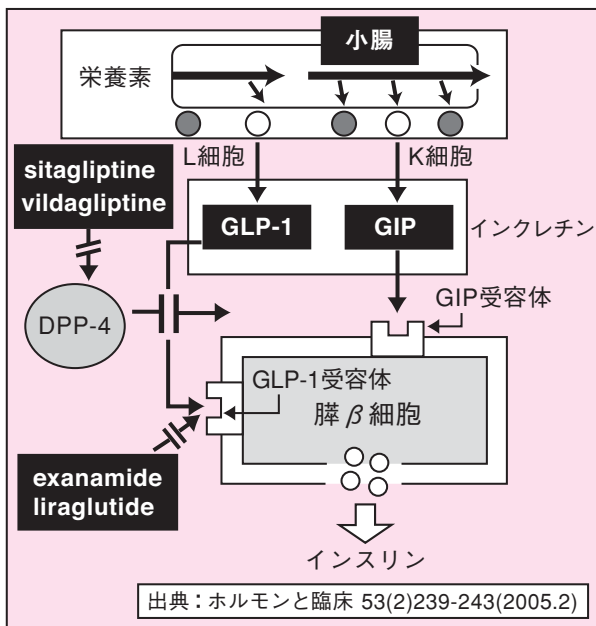 小腸
栄養素
L細胞
K細胞
sitagliptine
vildagliptine
GLP-1
GIP
インクレチン
DPP-4
GIP受容体
GLP-1受容体
膵β細胞
exanamide
liraglutide
インスリン
出典：ホルモンと臨床 53(2)239-243(2005.2)